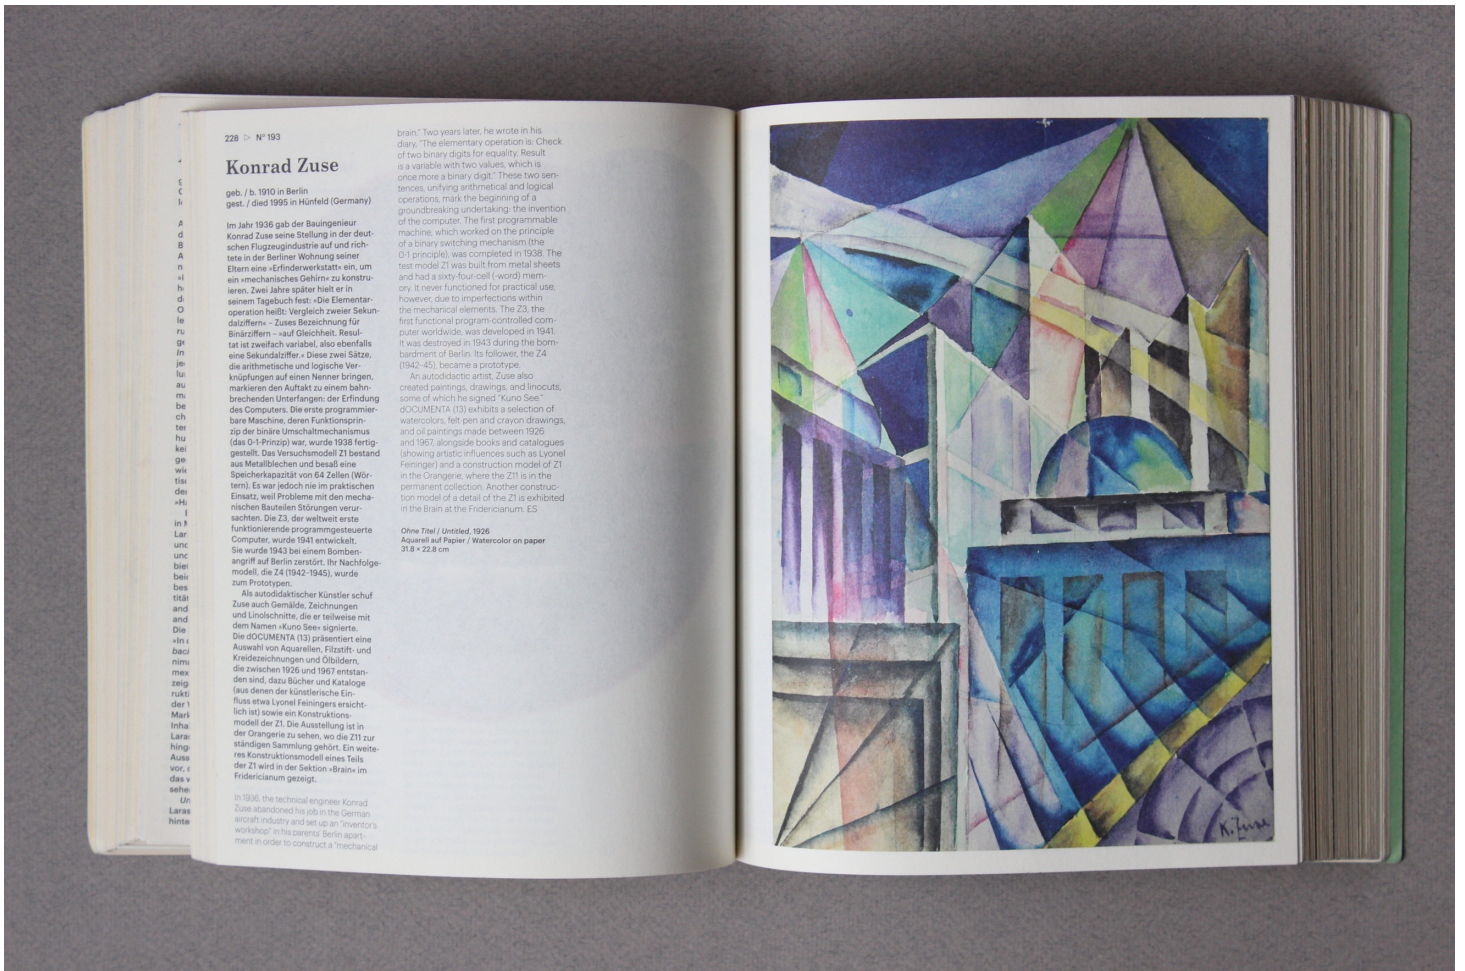 228 ▷ N° 193
Konrad Zuse
geb. / b. 1910 in Berlin
gest. / died 1995 in Hünfeld (Germany)
Im Jahr 1936 gab der Bauingenieur
Konrad Zuse seine Stellung in der deut-
schen Flugzeugindustrie auf und rich-
tete in der Berliner Wohnung seiner
Eltern eine »Erfinderwerkstatt« ein, um
ein »mechanisches Gehirn« zu konstru-
ieren. Zwei Jahre später hielt er in
seinem Tagebuch fest: »Die Elementar-
operation heißt: Vergleich zweier Sekun-
dalziffern« – Zuses Bezeichnung für
Binärziffern – »auf Gleichheit. Resul-
tat ist zweifach variabel, also ebenfalls
eine Sekundalziffer.« Diese zwei Sätze,
die arithmetische und logische Ver-
knüpfungen auf einen Nenner bringen,
markieren den Auftakt zu einem bahn-
brechenden Unterfangen: der Erfindung
des Computers. Die erste programmier-
bare Maschine, deren Funktionsprin-
zip der binäre Umschaltmechanismus
(das 0-1-Prinzip) war, wurde 1938 fertig-
gestellt. Das Versuchsmodell Z1 bestand
aus Metallblechen und besaß eine
Speicherkapazität von 64 Zellen (Wör-
tern). Es war jedoch nie im praktischen
Einsatz, weil Probleme mit den mecha-
nischen Bauteilen Störungen verur-
sachten. Die Z3, der weltweit erste
funktionierende programmgesteuerte
Computer, wurde 1941 entwickelt.
Sie wurde 1943 bei einem Bomben-
angriff auf Berlin zerstört. Ihr Nachfolge-
modell, die Z4 (1942–1945), wurde
zum Prototypen.
Als autodidaktischer Künstler schuf
Zuse auch Gemälde, Zeichnungen
und Linolschnitte, die er teilweise mit
dem Namen »Kuno See« signierte.
Die dOCUMENTA (13) präsentiert eine
Auswahl von Aquarellen, Filzstift- und
Kreidezeichnungen und Ölbildern,
die zwischen 1926 und 1967 entstan-
den sind, dazu Bücher und Kataloge
(aus denen der künstlerische Ein-
fluss etwa Lyonel Feiningers ersicht-
lich ist) sowie ein Konstruktions-
modell der Z1. Die Ausstellung ist in
der Orangerie zu sehen, wo die Z11 zur
ständigen Sammlung gehört. Ein weite-
res Konstruktionsmodell eines Teils
der Z1 wird in der Sektion »Brain« im
Fridericianum gezeigt.
In 1936, the technical engineer Konrad
Zuse abandoned his job in the German
aircraft industry and set up an "inventor's
workshop" in his parents' Berlin apart-
ment in order to construct a "mechanical
brain." Two years later, he wrote in his
diary, "The elementary operation is: Check
of two binary digits for equality. Result
is a variable with two values, which is
once more a binary digit." These two sen-
tences, unifying arithmetical and logical
operations, mark the beginning of a
groundbreaking undertaking: the invention
of the computer. The first programmable
machine, which worked on the principle
of a binary switching mechanism (the
0-1 principle), was completed in 1938. The
test model Z1 was built from metal sheets
and had a sixty-four-cell (-word) mem-
ory. It never functioned for practical use,
however, due to imperfections within
the mechanical elements. The Z3, the
first functional program-controlled com-
puter worldwide, was developed in 1941.
It was destroyed in 1943 during the bom-
bardment of Berlin. Its follower, the Z4
(1942–45), became a prototype.
An autodidactic artist, Zuse also
created paintings, drawings, and linocuts,
some of which he signed "Kuno See."
dOCUMENTA (13) exhibits a selection of
watercolors, felt-pen and crayon drawings,
and oil paintings made between 1926
and 1967, alongside books and catalogues
(showing artistic influences such as Lyonel
Feininger) and a construction model of Z1
in the Orangerie, where the Z11 is in the
permanent collection. Another construc-
tion model of a detail of the Z1 is exhibited
in the Brain at the Fridericianum. ES
Ohne Titel / Untitled, 1926
Aquarell auf Papier / Watercolor on paper
31.8 × 22.8 cm
K. Zuse